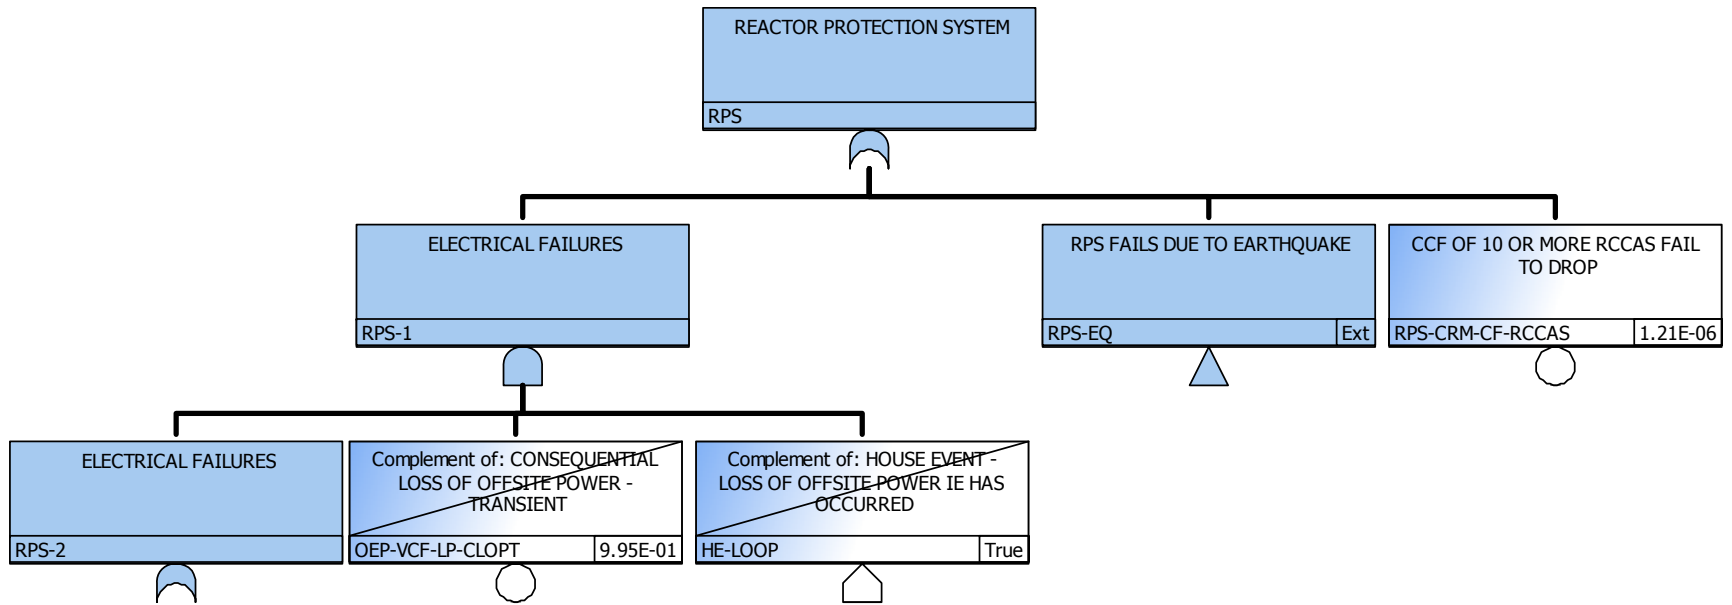 REACTOR PROTECTION SYSTEM
RPS
ELECTRICAL FAILURES
RPS-1
RPS FAILS DUE TO EARTHQUAKE
RPS-EQ Ext
CCF OF 10 OR MORE RCCAS FAIL
TO DROP
RPS-CRM-CF-RCCAS 1.21E-06
ELECTRICAL FAILURES
RPS-2
Complement of: CONSEQUENTIAL
LOSS OF OFFSITE POWER -
TRANSIENT
OEP-VCF-LP-CLOPT 9.95E-01
Complement of: HOUSE EVENT -
LOSS OF OFFSITE POWER IE HAS
OCCURRED
HE-LOOP True